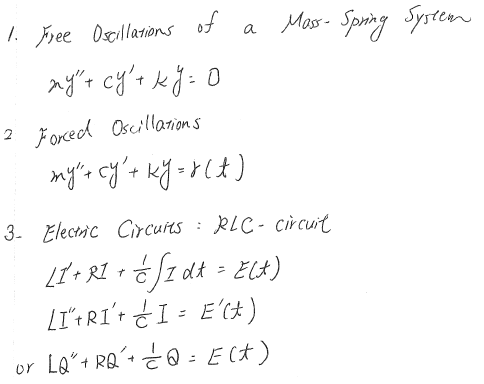 1. Free Oscillations of a Mass-Spring System
my"+ cy'+ ky = 0
2 Forced Oscillations
my"+ cy'+ ky = r(t)
3- Electric Circuits : RLC-circuit
LI'+ RI + 1/C ∫I dt = E(t)
LI"+ RI'+ 1/C I = E'(t)
or LQ"+ RQ'+ 1/C Q = E(t)